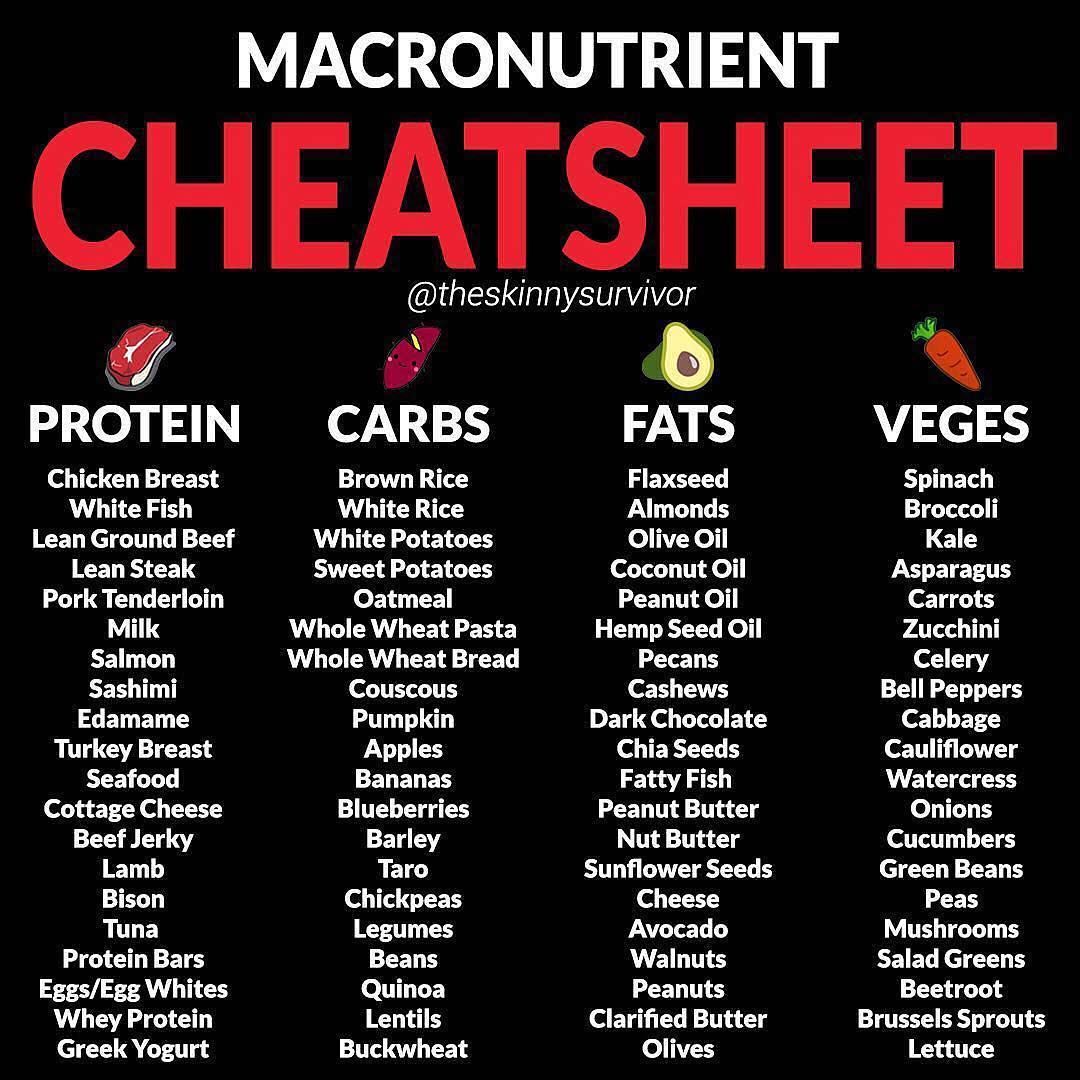 MACRONUTRIENT
CHEATSHEET
@theskinnysurvivor
PROTEIN
Chicken Breast
White Fish
Lean Ground Beef
Lean Steak
Pork Tenderloin
Milk
Salmon
Sashimi
Edamame
Turkey Breast
Seafood
Cottage Cheese
Beef Jerky
Lamb
Bison
Tuna
Protein Bars
Eggs/Egg Whites
Whey Protein
Greek Yogurt
CARBS
Brown Rice
White Rice
White Potatoes
Sweet Potatoes
Oatmeal
Whole Wheat Pasta
Whole Wheat Bread
Couscous
Pumpkin
Apples
Bananas
Blueberries
Barley
Taro
Chickpeas
Legumes
Beans
Quinoa
Lentils
Buckwheat
FATS
Flaxseed
Almonds
Olive Oil
Coconut Oil
Peanut Oil
Hemp Seed Oil
Pecans
Cashews
Dark Chocolate
Chia Seeds
Fatty Fish
Peanut Butter
Nut Butter
Sunflower Seeds
Cheese
Avocado
Walnuts
Peanuts
Clarified Butter
Olives
VEGES
Spinach
Broccoli
Kale
Asparagus
Carrots
Zucchini
Celery
Bell Peppers
Cabbage
Cauliflower
Watercress
Onions
Cucumbers
Green Beans
Peas
Mushrooms
Salad Greens
Beetroot
Brussels Sprouts
Lettuce